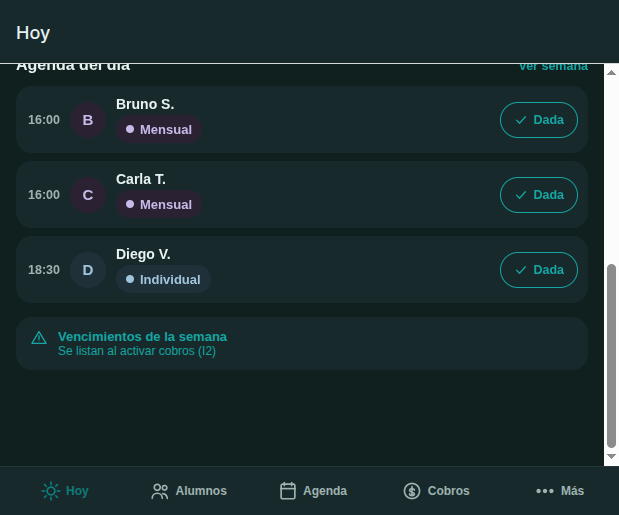 Hoy
Agenda del día
Ver semana
16:00
B
Bruno S.
Mensual
Dada
16:00
C
Carla T.
Mensual
Dada
18:30
D
Diego V.
Individual
Dada
Vencimientos de la semana
Se listan al activar cobros (I2)
Hoy
Alumnos
Agenda
Cobros
Más